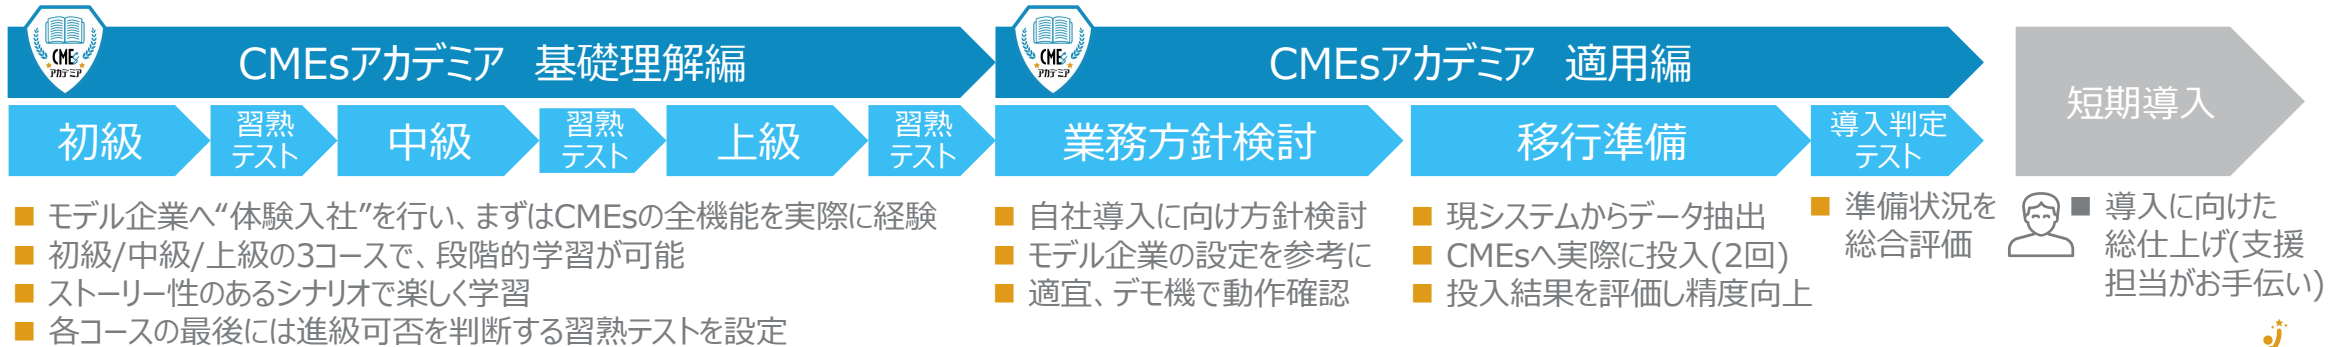 CMEs
アカデミア
CMEsアカデミア 基礎理解編
CMEs
アカデミア
CMEsアカデミア 適用編
初級
習熟
テスト
中級
習熟
テスト
上級
習熟
テスト
業務方針検討
移行準備
導入判定
テスト
短期導入
■ モデル企業へ“体験入社”を行い、まずはCMEsの全機能を実際に経験
■ 初級/中級/上級の3コースで、段階的学習が可能
■ ストーリー性のあるシナリオで楽しく学習
■ 各コースの最後には進級可否を判断する習熟テストを設定
■ 自社導入に向け方針検討
■ モデル企業の設定を参考に
■ 適宜、デモ機で動作確認
■ 現システムからデータ抽出
■ CMEsへ実際に投入(2回)
■ 投入結果を評価し精度向上
■ 準備状況を
総合評価
■ 導入に向けた
総仕上げ(支援
担当がお手伝い)